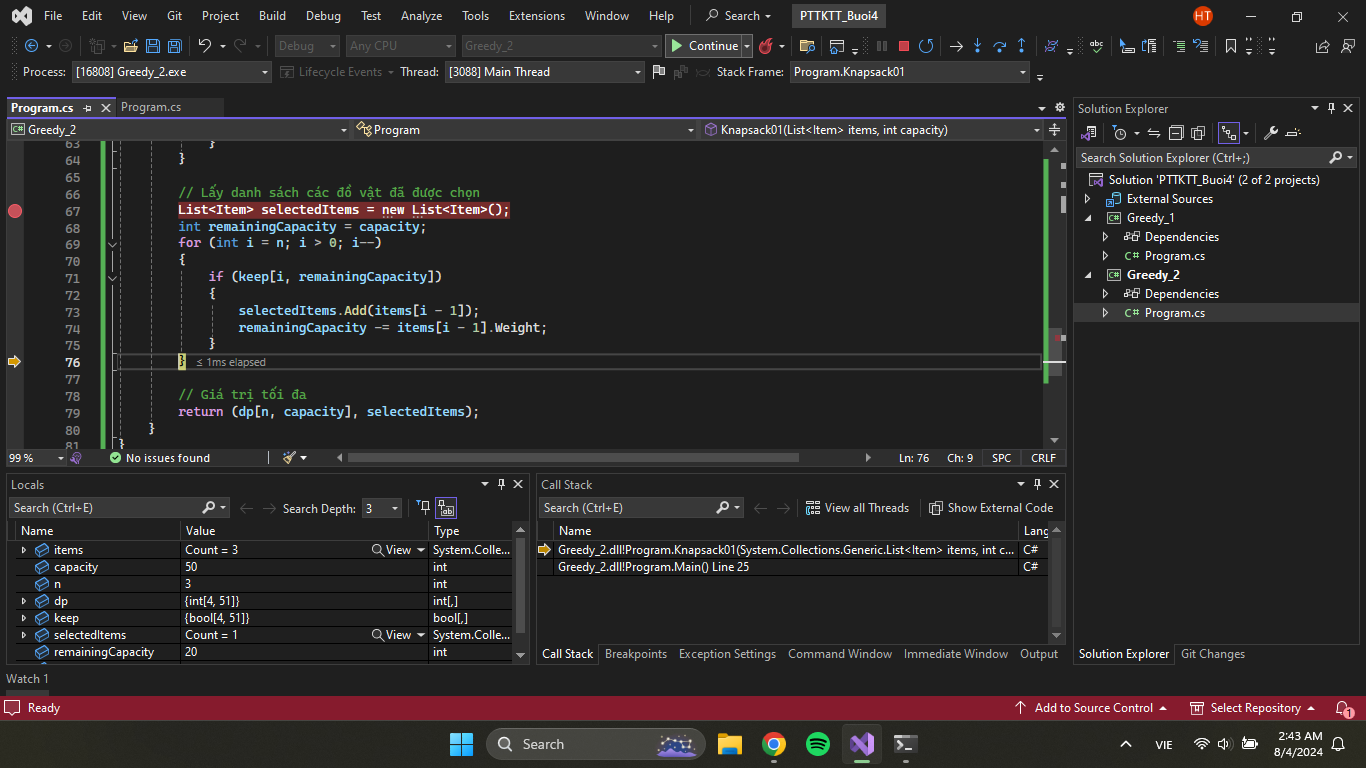 File Edit View Git Project Build Debug Test Analyze Tools Extensions Window Help Search PTTKTT_Buoi4 HT
Debug Any CPU Greedy_2 Continue
Process: [16808] Greedy_2.exe Lifecycle Events Thread: [3088] Main Thread Stack Frame: Program.Knapsack01
Program.cs Program.cs
Greedy_2 Program Knapsack01(List<Item> items, int capacity)
63 }
64 }
65
66 // Lấy danh sách các đồ vật đã được chọn
67 List<Item> selectedItems = new List<Item>();
68 int remainingCapacity = capacity;
69 for (int i = n; i > 0; i--)
70 {
71 if (keep[i, remainingCapacity])
72 {
73 selectedItems.Add(items[i - 1]);
74 remainingCapacity -= items[i - 1].Weight;
75 }
76 } ≤ 1ms elapsed
77
78 // Giá trị tối đa
79 return (dp[n, capacity], selectedItems);
80 }
81 }
99 % No issues found Ln: 76 Ch: 9 SPC CRLF
Solution Explorer
Search Solution Explorer (Ctrl+;)
Solution 'PTTKTT_Buoi4' (2 of 2 projects)
External Sources
C# Greedy_1
Dependencies
C# Program.cs
C# Greedy_2
Dependencies
C# Program.cs
Locals
Search (Ctrl+E) Search Depth: 3
Name Value Type
items Count = 3 View System.Colle...
capacity 50 int
n 3 int
dp {int[4, 51]} int[,]
keep {bool[4, 51]} bool[,]
selectedItems Count = 1 View System.Colle...
remainingCapacity 20 int
Call Stack
Search (Ctrl+E) View all Threads Show External Code
Name Lang
Greedy_2.dll!Program.Knapsack01(System.Collections.Generic.List<Item> items, int c... C#
Greedy_2.dll!Program.Main() Line 25 C#
Call Stack Breakpoints Exception Settings Command Window Immediate Window Output
Solution Explorer Git Changes
Watch 1
Ready Add to Source Control Select Repository 1
Search VIE 2:43 AM
8/4/2024